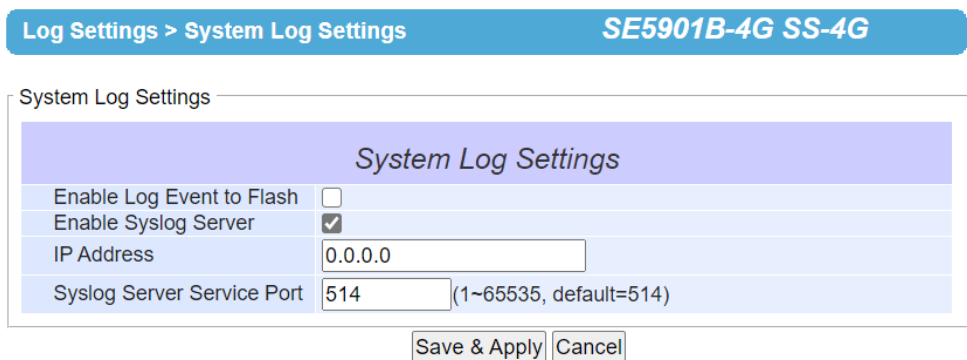 Log Settings > System Log Settings SE5901B-4G SS-4G
System Log Settings
System Log Settings
Enable Log Event to Flash
Enable Syslog Server
IP Address 0.0.0.0
Syslog Server Service Port 514 (1~65535, default=514)
Save & Apply Cancel